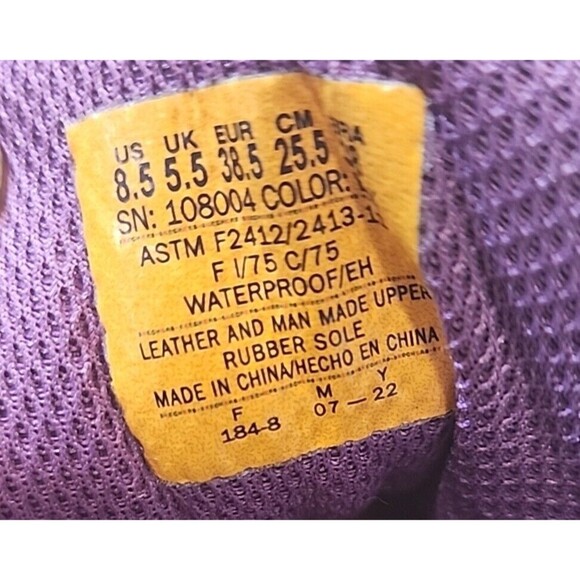 US UK EUR CM
8.5 5.5 38.5 25.5
SN: 108004 COLOR:
ASTM F2412/2413-1
F I/75 C/75
WATERPROOF/EH
LEATHER AND MAN MADE UPPER
RUBBER SOLE
MADE IN CHINA/HECHO EN CHINA
F M Y
184-8 07 — 22